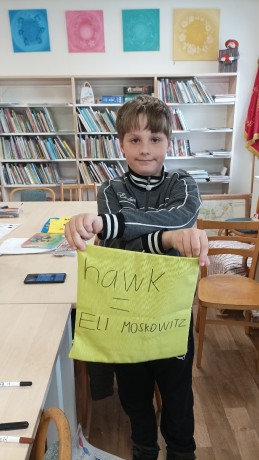 hawk
=
Eli Moskowitz